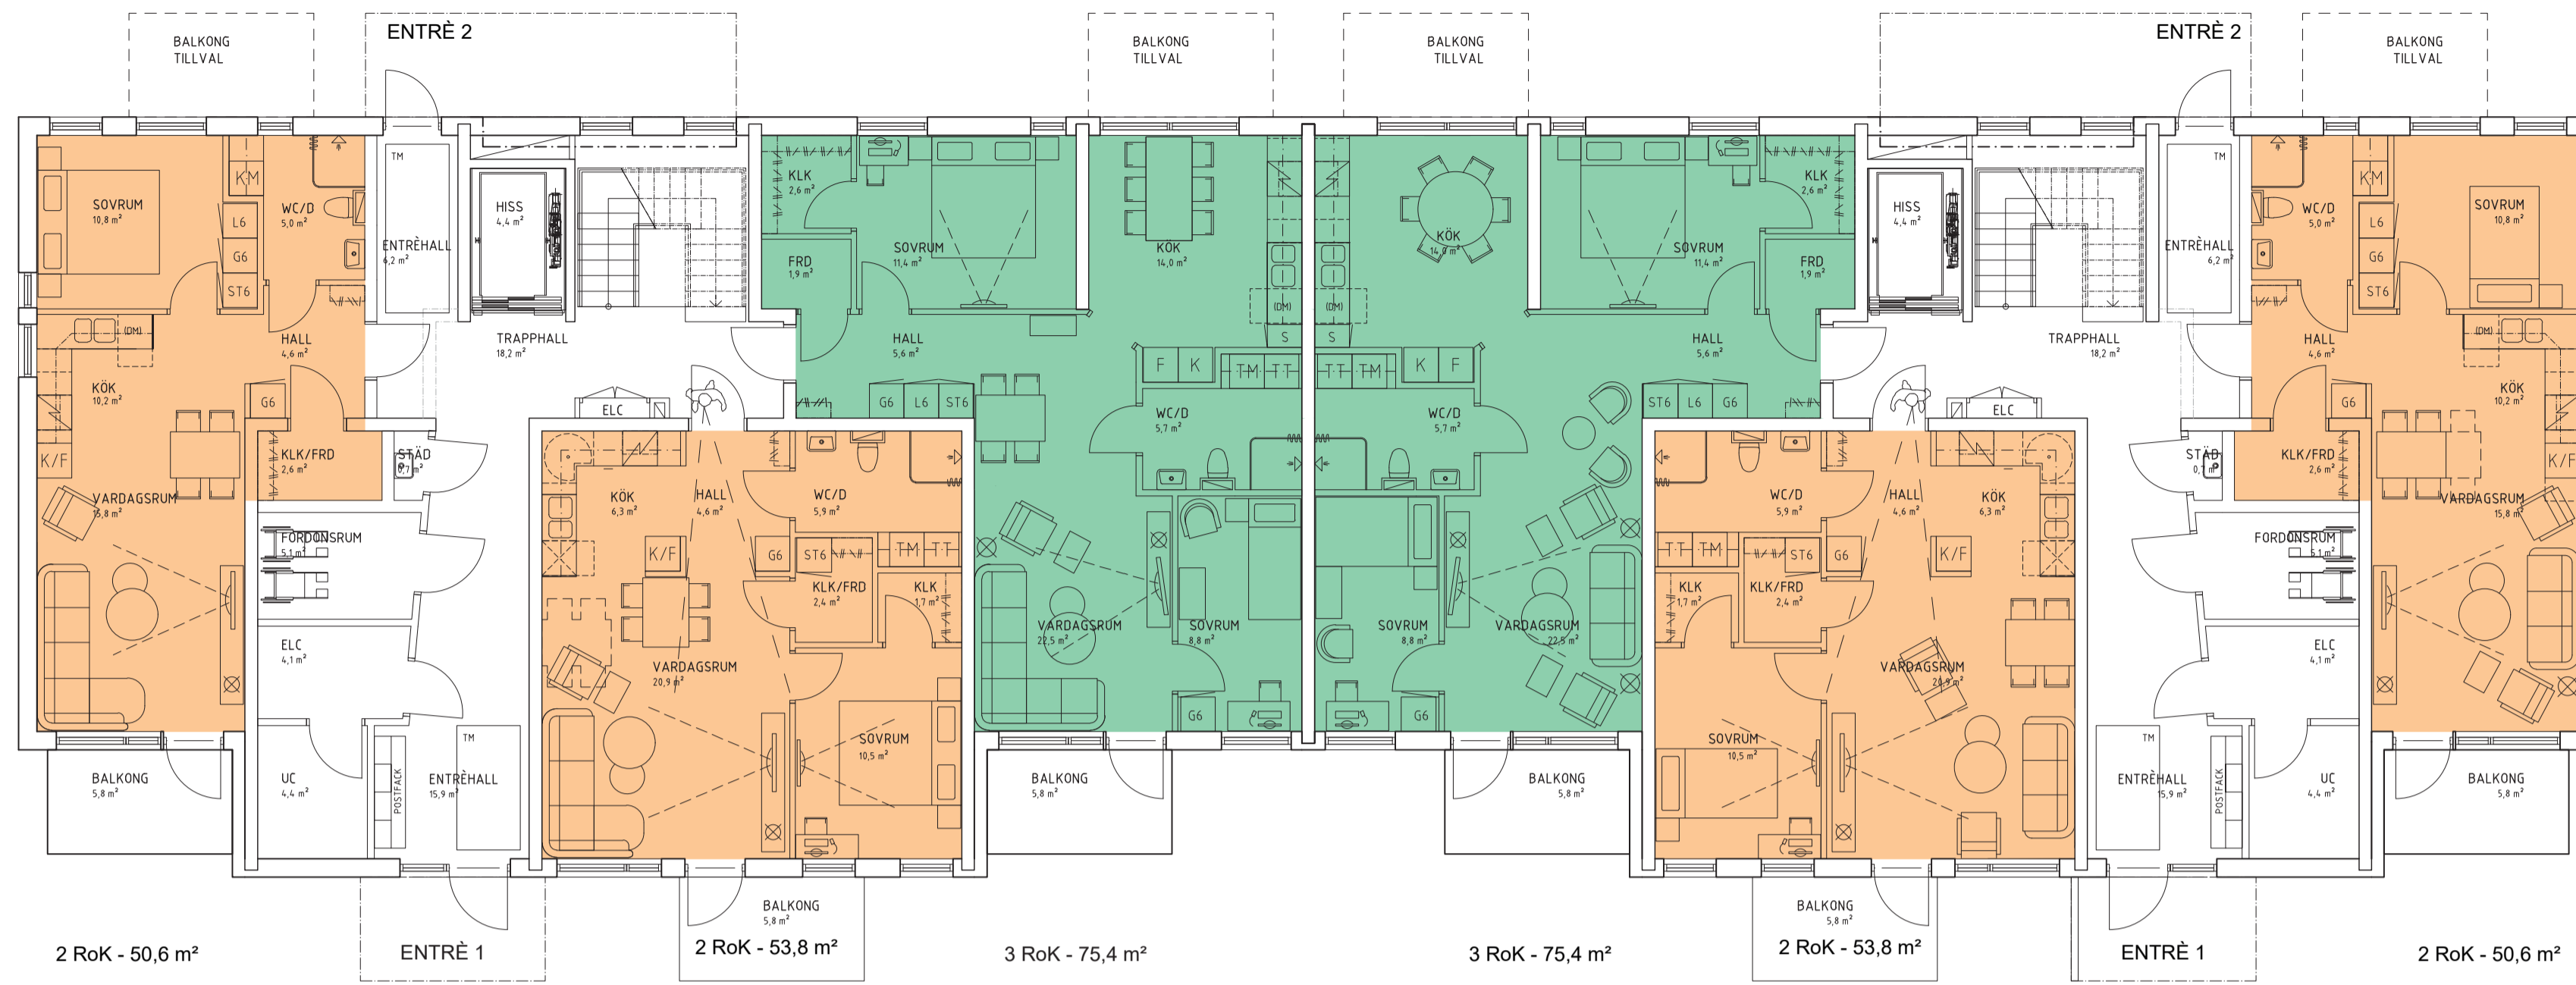 BALKONG
TILLVAL
ENTRÈ 2
BALKONG
TILLVAL
BALKONG
TILLVAL
ENTRÈ 2
BALKONG
TILLVAL
SOVRUM
10,8 m²
KM
L6
G6
ST6
WC/D
5,0 m²
TM
ENTRÈHALL
6,2 m²
HISS
4,4 m²
TRAPPHALL
18,2 m²
HALL
4,6 m²
(DM)
KÖK
10,2 m²
K/F
G6
KLK/FRD
2,6 m²
STÄD
0,7 m²
VARDAGSRUM
15,8 m²
FORDONSRUM
5,1 m²
ELC
4,1 m²
UC
4,4 m²
POSTFACK
TM
ENTRÈHALL
15,9 m²
BALKONG
5,8 m²
ELC
KÖK
6,3 m²
HALL
4,6 m²
WC/D
5,9 m²
K/F
G6
ST6
TM
TT
KLK/FRD
2,4 m²
KLK
1,7 m²
VARDAGSRUM
20,9 m²
SOVRUM
10,5 m²
BALKONG
5,8 m²
KLK
2,6 m²
FRD
1,9 m²
SOVRUM
11,4 m²
KÖK
14,0 m²
(DM)
S
HALL
5,6 m²
G6
L6
ST6
F
K
TM
TT
WC/D
5,7 m²
VARDAGSRUM
22,5 m²
SOVRUM
8,8 m²
G6
BALKONG
5,8 m²
KÖK
14,0 m²
(DM)
S
SOVRUM
11,4 m²
KLK
2,6 m²
FRD
1,9 m²
HALL
5,6 m²
TT
TM
K
F
ST6
L6
G6
WC/D
5,7 m²
SOVRUM
8,8 m²
VARDAGSRUM
22,5 m²
G6
BALKONG
5,8 m²
HISS
4,4 m²
TRAPPHALL
18,2 m²
ELC
TM
ENTRÈHALL
6,2 m²
WC/D
5,9 m²
HALL
4,6 m²
KÖK
6,3 m²
TT
TM
ST6
G6
K/F
KLK
1,7 m²
KLK/FRD
2,4 m²
VARDAGSRUM
20,9 m²
SOVRUM
10,5 m²
BALKONG
5,8 m²
WC/D
5,0 m²
KM
L6
G6
ST6
SOVRUM
10,8 m²
HALL
4,6 m²
(DM)
KÖK
10,2 m²
G6
K/F
STÄD
0,7 m²
KLK/FRD
2,6 m²
VARDAGSRUM
15,8 m²
FORDONSRUM
5,1 m²
ELC
4,1 m²
UC
4,4 m²
TM
ENTRÈHALL
15,9 m²
POSTFACK
BALKONG
5,8 m²
2 RoK - 50,6 m²
ENTRÈ 1
2 RoK - 53,8 m²
3 RoK - 75,4 m²
3 RoK - 75,4 m²
2 RoK - 53,8 m²
ENTRÈ 1
2 RoK - 50,6 m²